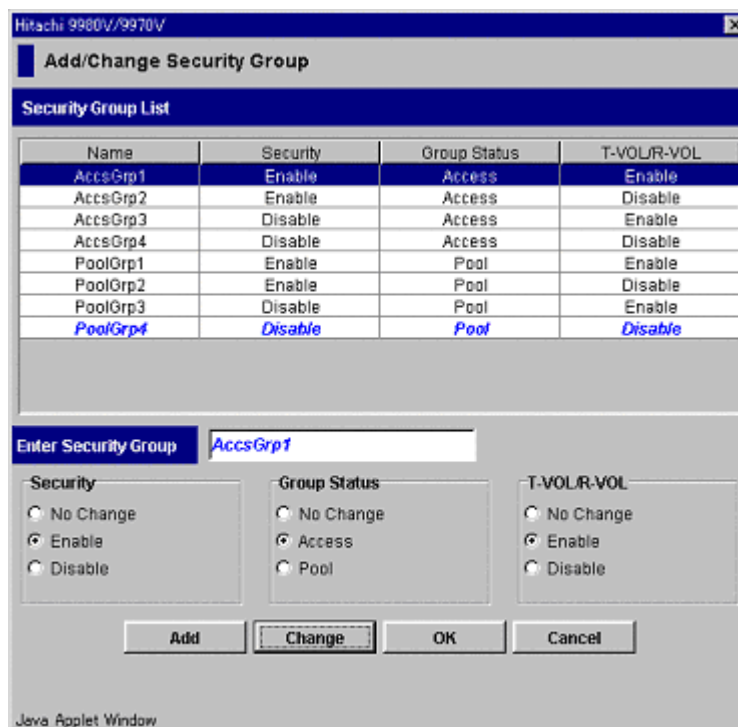 Hitachi 9980V/9970V
Add/Change Security Group
Security Group List
Name Security Group Status T-VOL/R-VOL
AccsGrp1 Enable Access Enable
AccsGrp2 Enable Access Disable
AccsGrp3 Disable Access Enable
AccsGrp4 Disable Access Disable
PoolGrp1 Enable Pool Enable
PoolGrp2 Enable Pool Disable
PoolGrp3 Disable Pool Enable
PoolGrp4 Disable Pool Disable
Enter Security Group AccsGrp1
Security Group Status T-VOL/R-VOL
No Change No Change No Change
Enable Access Enable
Disable Pool Disable
Add Change OK Cancel
Java Applet Window